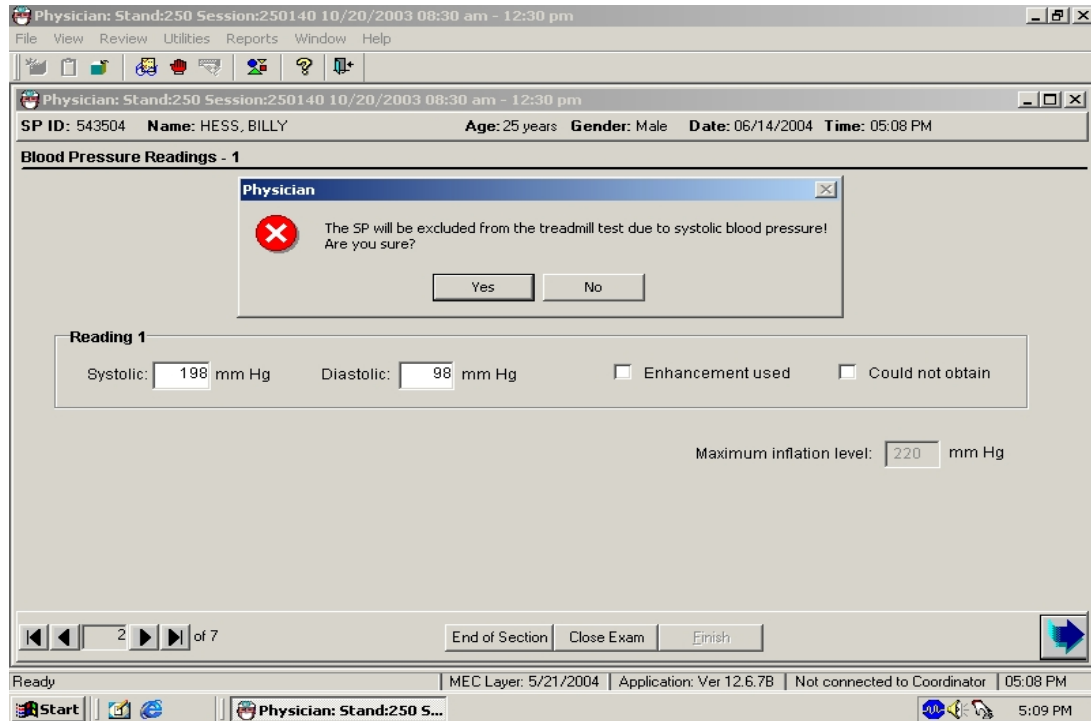 Physician: Stand:250 Session:250140 10/20/2003 08:30 am - 12:30 pm
File View Review Utilities Reports Window Help
Physician: Stand:250 Session:250140 10/20/2003 08:30 am - 12:30 pm
SP ID: 543504 Name: HESS, BILLY Age: 25 years Gender: Male Date: 06/14/2004 Time: 05:08 PM
Blood Pressure Readings - 1
Physician
The SP will be excluded from the treadmill test due to systolic blood pressure!
Are you sure?
Yes No
Reading 1
Systolic: 198 mm Hg Diastolic: 98 mm Hg Enhancement used Could not obtain
Maximum inflation level: 220 mm Hg
2 of 7 End of Section Close Exam Finish
Ready MEC Layer: 5/21/2004 Application: Ver 12.6.7B Not connected to Coordinator 05:08 PM
Start Physician: Stand:250 S... 5:09 PM